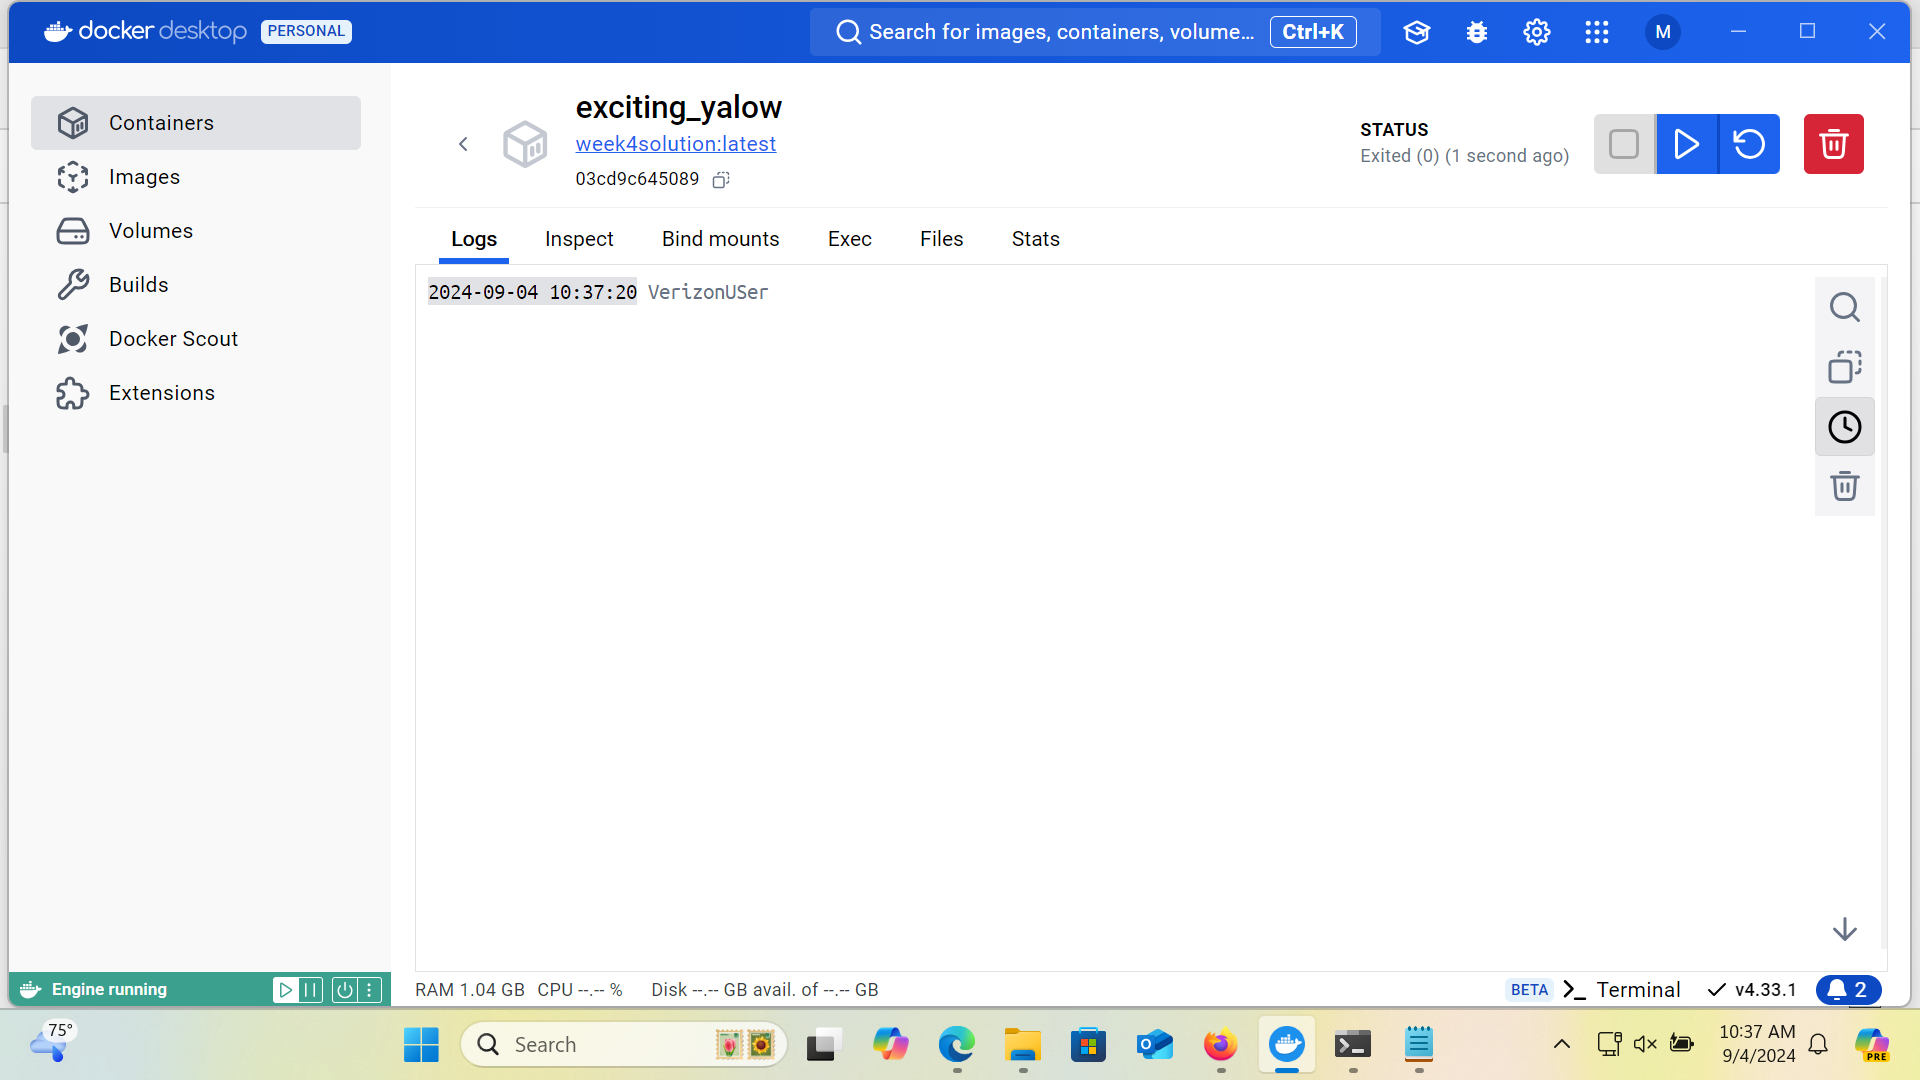 docker desktop PERSONAL
Search for images, containers, volume... Ctrl+K
M
Containers
Images
Volumes
Builds
Docker Scout
Extensions
exciting_yalow
week4solution:latest
03cd9c645089
STATUS
Exited (0) (1 second ago)
Logs Inspect Bind mounts Exec Files Stats
2024-09-04 10:37:20 VerizonUSer
Engine running
RAM 1.04 GB CPU --.-- % Disk --.-- GB avail. of --.-- GB
BETA Terminal v4.33.1 2
75°
Search
10:37 AM
9/4/2024
PRE